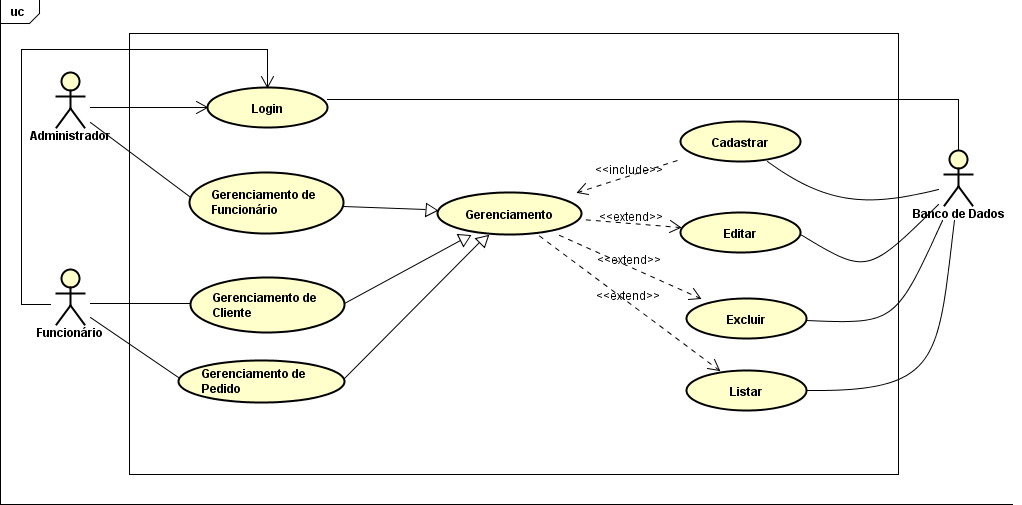 uc
Login
Administrador
Cadastrar
<<include>>
Gerenciamento de
Funcionário
Gerenciamento
<<extend>>
Banco de Dados
Editar
<<extend>>
Gerenciamento de
Cliente
<<extend>>
Excluir
Funcionário
Gerenciamento de
Pedido
Listar